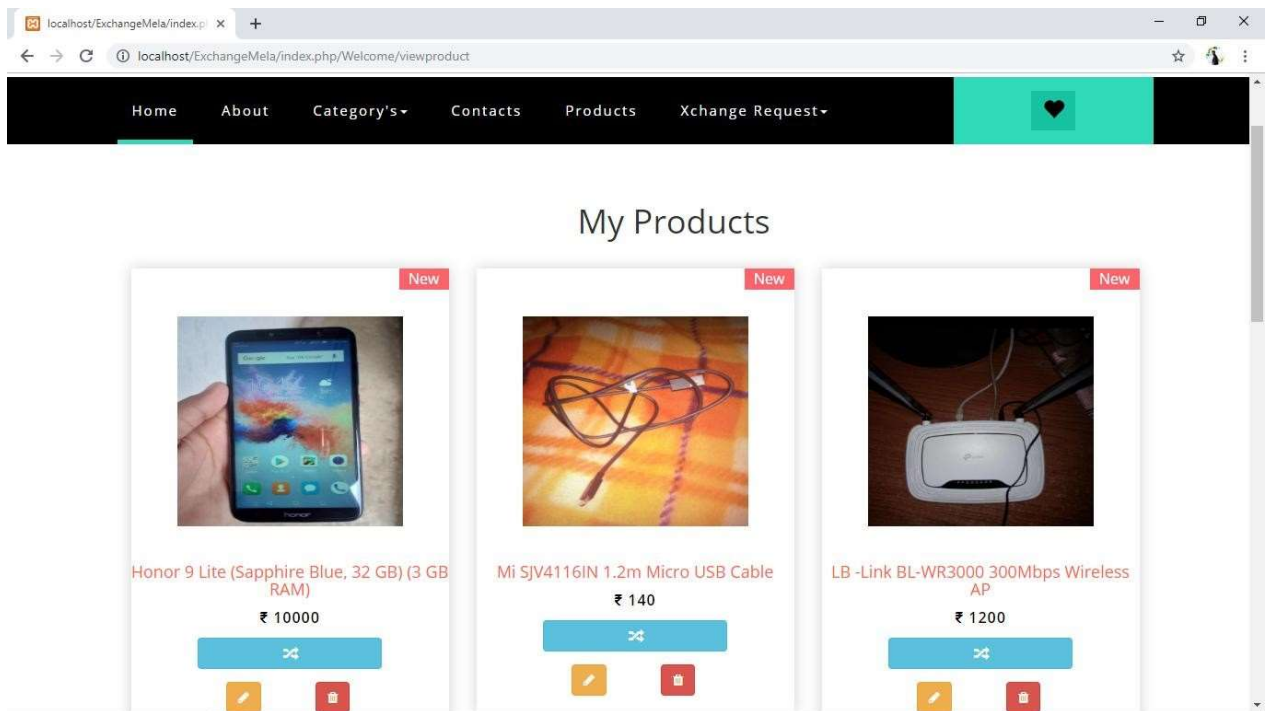 localhost/ExchangeMela/index.p
localhost/ExchangeMela/index.php/Welcome/viewproduct
Home About Category's Contacts Products Xchange Request
My Products
New New New
honor
Honor 9 Lite (Sapphire Blue, 32 GB) (3 GB
RAM)
₹ 10000
Mi SJV4116IN 1.2m Micro USB Cable
₹ 140
LB -Link BL-WR3000 300Mbps Wireless
AP
₹ 1200